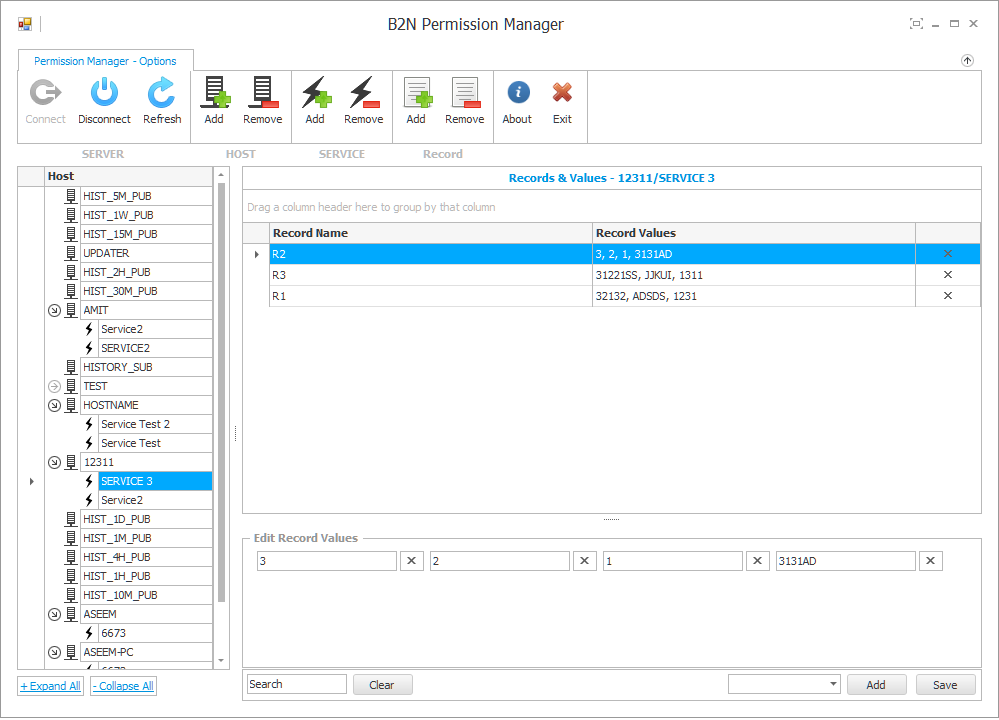 B2N Permission Manager
Permission Manager - Options
Connect Disconnect Refresh Add Remove Add Remove Add Remove About Exit
SERVER HOST SERVICE Record
Host
HIST_5M_PUB
HIST_1W_PUB
HIST_15M_PUB
UPDATER
HIST_2H_PUB
HIST_30M_PUB
AMIT
Service2
SERVICE2
HISTORY_SUB
TEST
HOSTNAME
Service Test 2
Service Test
12311
SERVICE 3
Service2
HIST_1D_PUB
HIST_1M_PUB
HIST_4H_PUB
HIST_1H_PUB
HIST_10M_PUB
ASEEM
6673
ASEEM-PC
+ Expand All - Collapse All
Records & Values - 12311/SERVICE 3
Drag a column header here to group by that column
Record Name Record Values
R2 3, 2, 1, 3131AD
R3 31221SS, JJKUI, 1311
R1 32132, ADSDS, 1231
Edit Record Values
3 2 1 3131AD
Search Clear Add Save